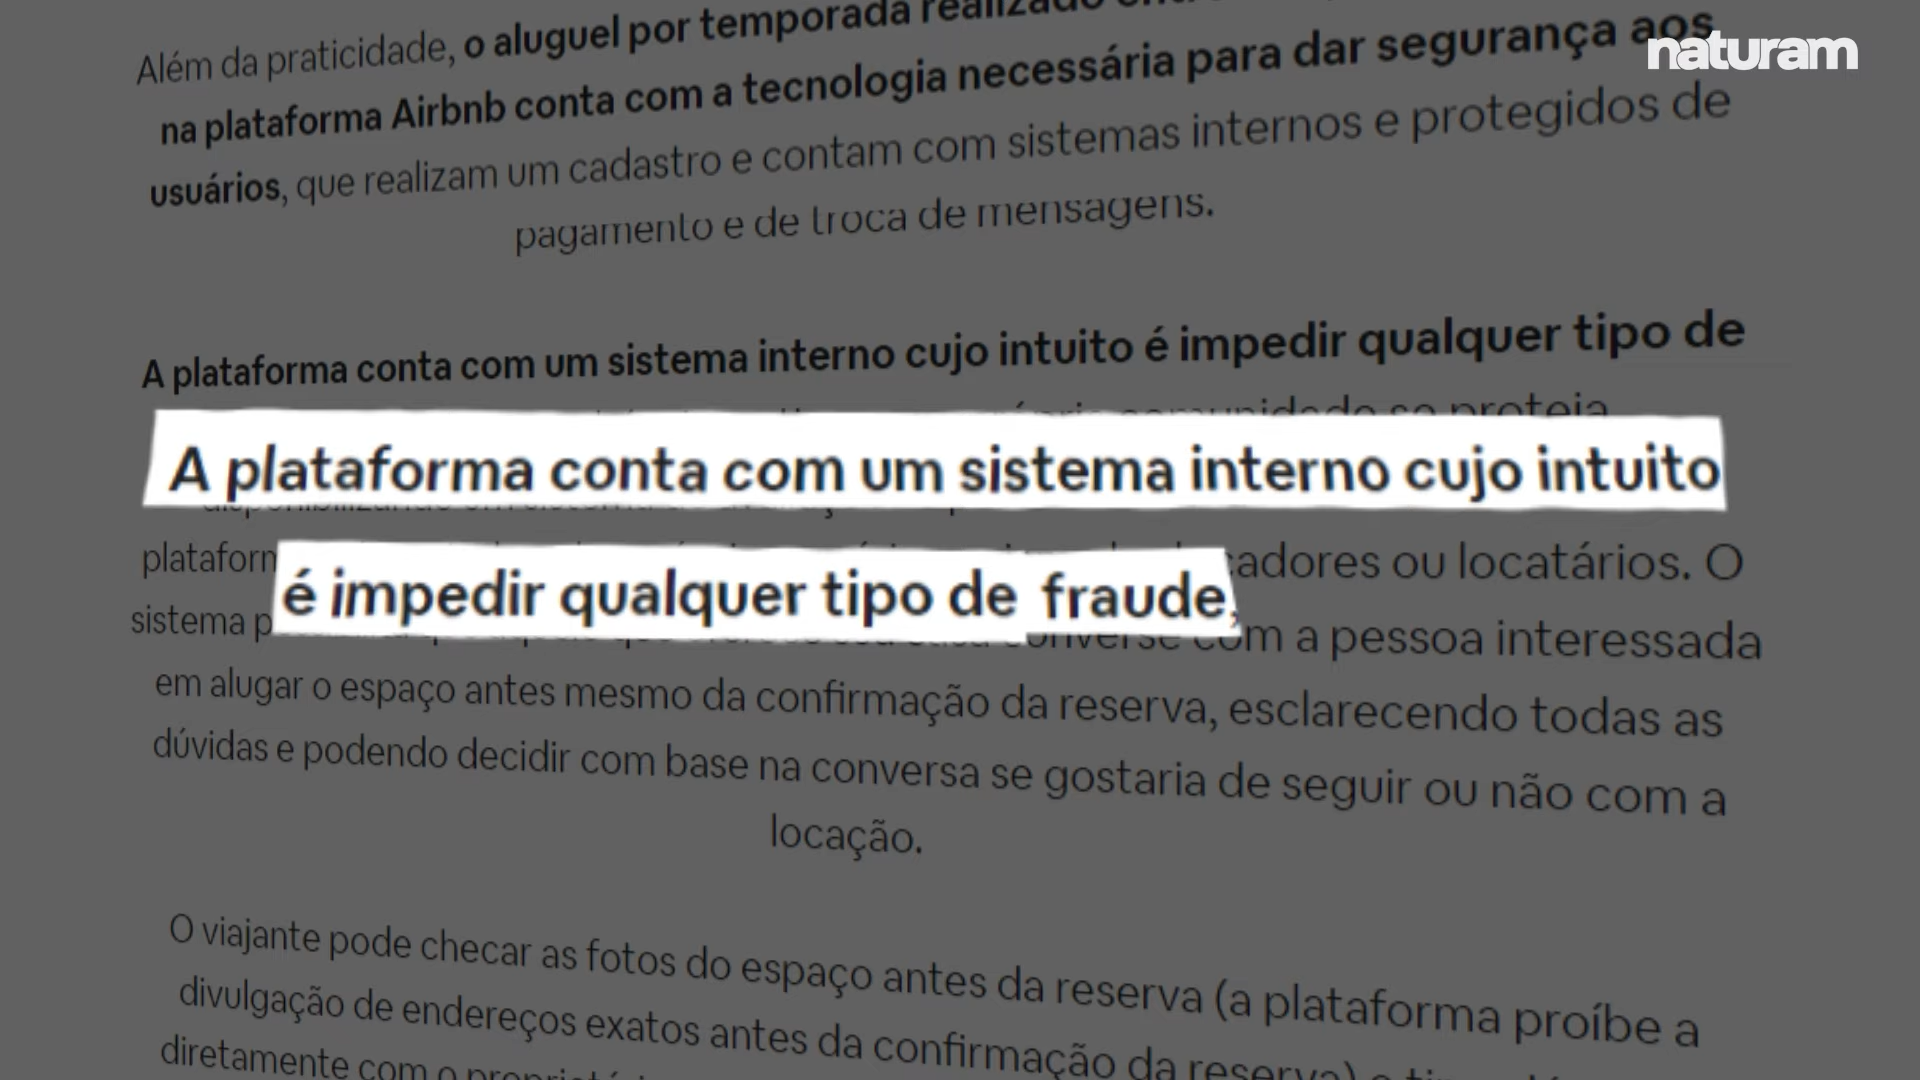 naturam
Além da praticidade, o aluguel por temporada realizado
na plataforma Airbnb conta com a tecnologia necessária para dar segurança aos
usuários, que realizam um cadastro e contam com sistemas internos e protegidos de
pagamento e de troca de mensagens.
A plataforma conta com um sistema interno cujo intuito é impedir qualquer tipo de
se proteja
A plataforma conta com um sistema interno cujo intuito
ou locatários. O
é impedir qualquer tipo de fraude,
sistema
com a pessoa interessada
em alugar o espaço antes mesmo da confirmação da reserva, esclarecendo todas as
dúvidas e podendo decidir com base na conversa se gostaria de seguir ou não com a
locação.
O viajante pode checar as fotos do espaço antes da reserva (a plataforma proíbe a
divulgação de endereços exatos antes da confirmação da reserva) e
diretamente com o